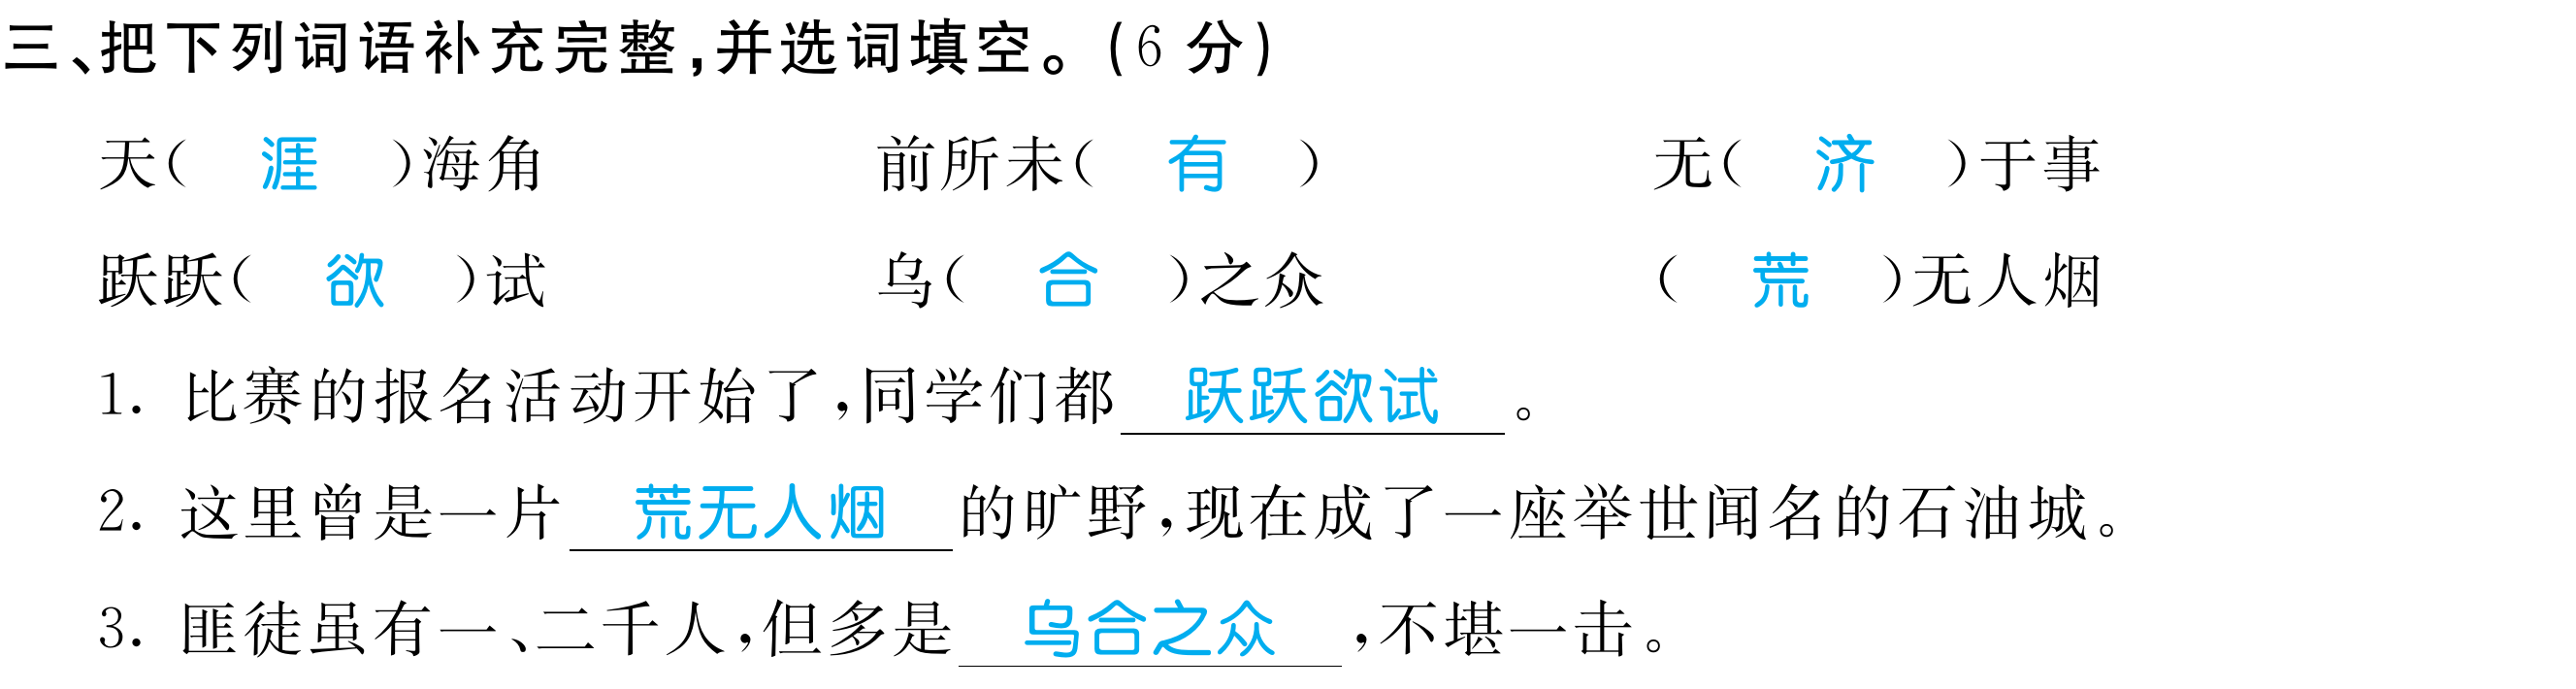 三、把下列词语补充完整,并选词填空。(6 分)
天( 涯 )海角 前所未( 有 ) 无( 济 )于事
跃跃( 欲 )试 乌( 合 )之众 ( 荒 )无人烟
1. 比赛的报名活动开始了,同学们都 跃跃欲试 。
2. 这里曾是一片 荒无人烟 的旷野,现在成了一座举世闻名的石油城。
3. 匪徒虽有一、二千人,但多是 乌合之众 ,不堪一击。